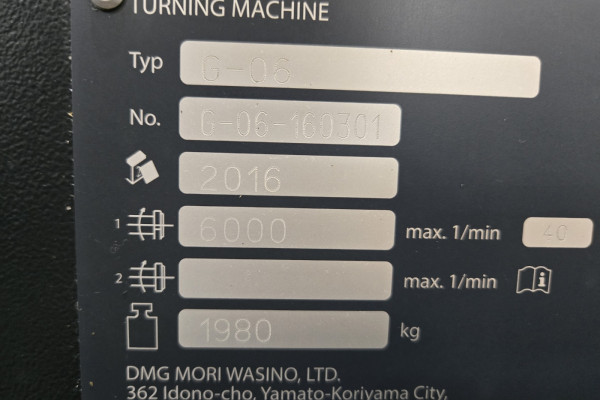 TURNING MACHINE
Typ G-06
No. G-06-160301
2016
1 6000 max. 1/min 40
2 max. 1/min
1980 kg
DMG MORI WASINO, LTD.
362 Idono-cho, Yamato-Koriyama City,